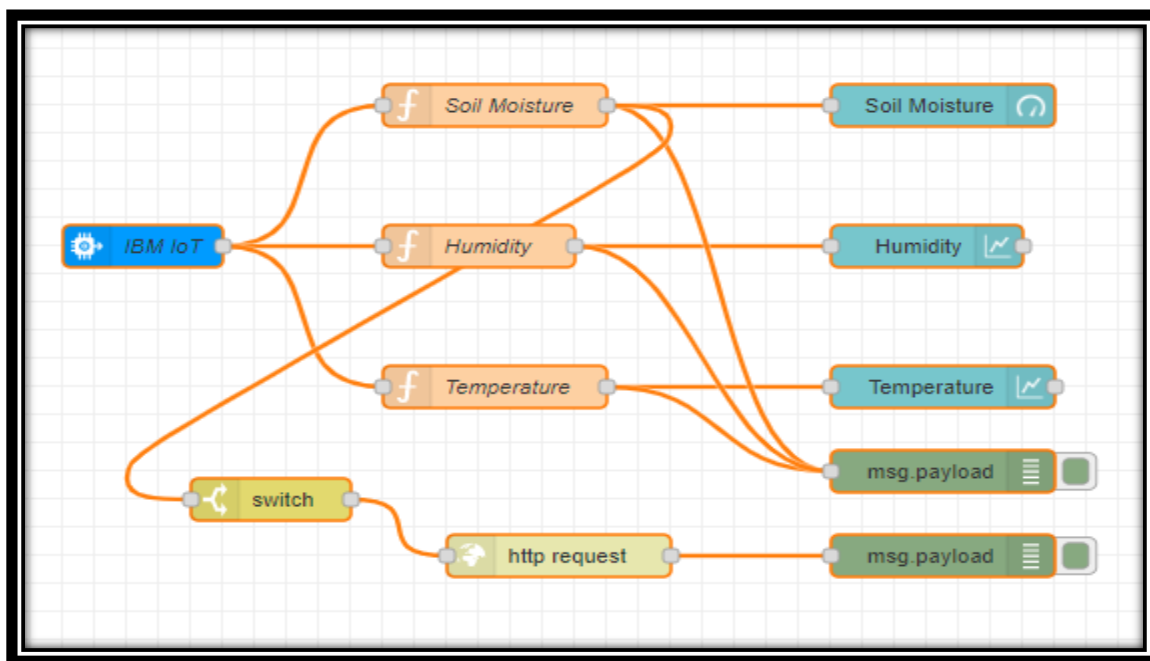 Soil Moisture
Soil Moisture
IBM IoT
Humidity
Humidity
Temperature
Temperature
msg.payload
switch
http request
msg.payload